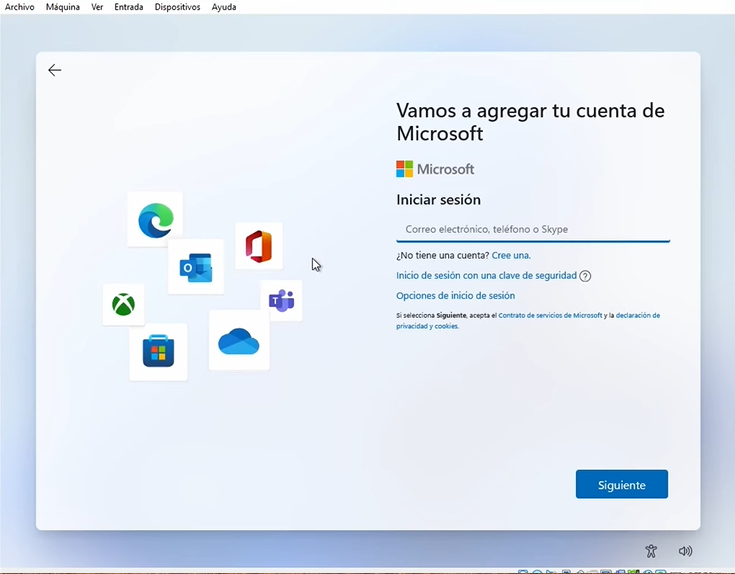 Archivo Máquina Ver Entrada Dispositivos Ayuda
Vamos a agregar tu cuenta de
Microsoft
Microsoft
Iniciar sesión
Correo electrónico, teléfono o Skype
¿No tiene una cuenta? Cree una.
Inicio de sesión con una clave de seguridad ?
Opciones de inicio de sesión
Si selecciona Siguiente, acepta el Contrato de servicios de Microsoft y la declaración de
privacidad y cookies.
Siguiente